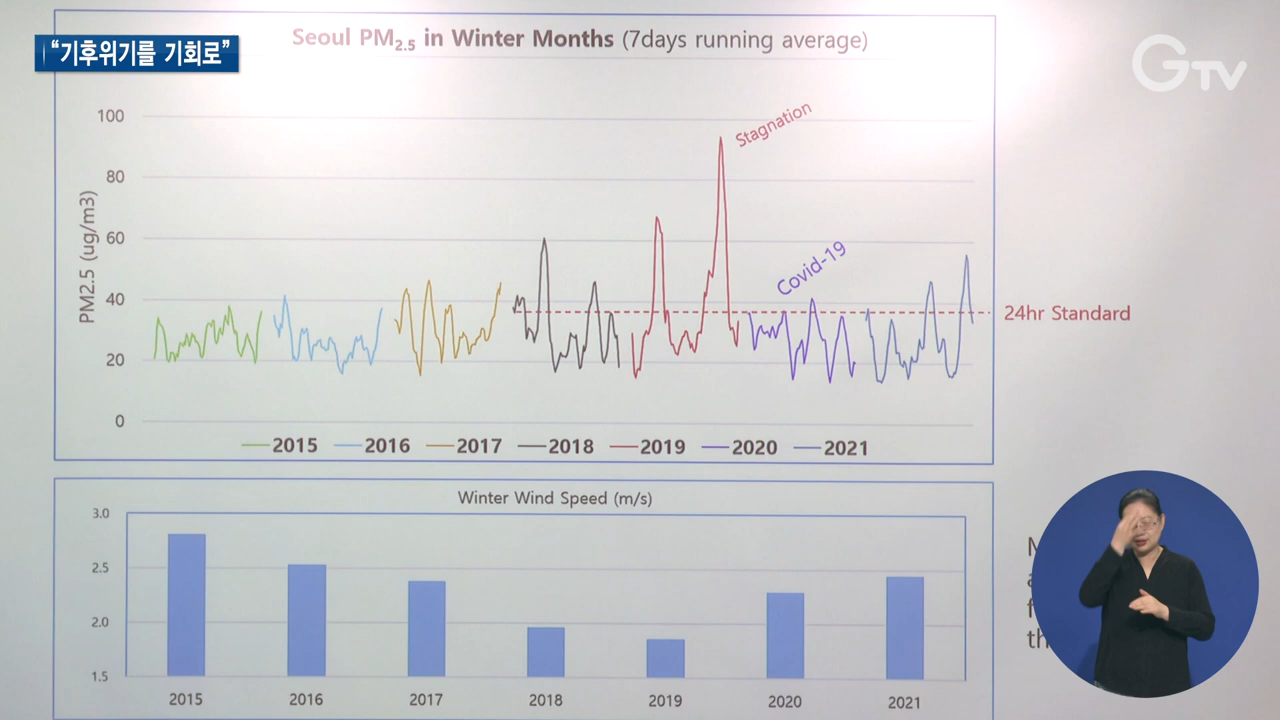 “기후위기를 기회로”
GTV
Seoul PM2.5 in Winter Months (7days running average)
PM2.5 (ug/m3)
100
80
60
40
20
0
Stagnation
Covid-19
24hr Standard
2015 2016 2017 2018 2019 2020 2021
Winter Wind Speed (m/s)
3.0
2.5
2.0
1.5
2015 2016 2017 2018 2019 2020 2021